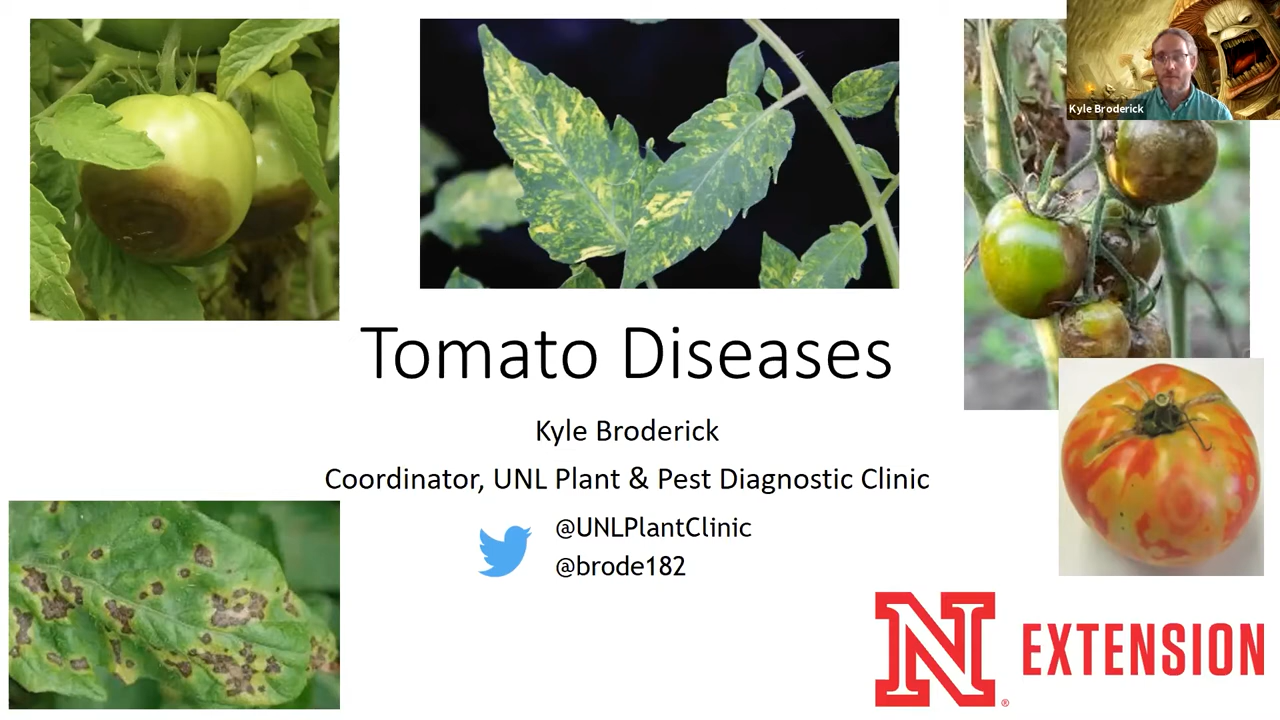 Kyle Broderick
Tomato Diseases
Kyle Broderick
Coordinator, UNL Plant & Pest Diagnostic Clinic
@UNLPlantClinic
@brode182
N EXTENSION
®